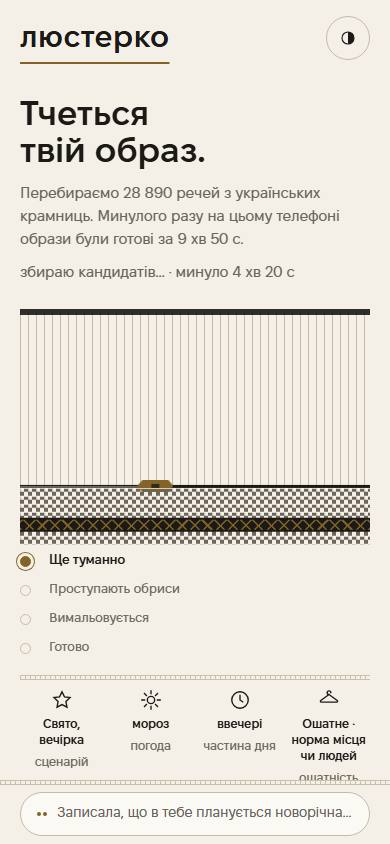 люстерко
Тчеться
твій образ.
Перебираємо 28 890 речей з українських
крамниць. Минулого разу на цьому телефоні
образи були готові за 9 хв 50 с.
збираю кандидатів... · минуло 4 хв 20 с
Ще туманно
Проступають обриси
Вимальовується
Готово
Свято,
вечірка
сценарій
мороз
погода
ввечері
частина дня
Ошатне ·
норма місця
чи людей
ошатність
Записала, що в тебе планується новорічна...